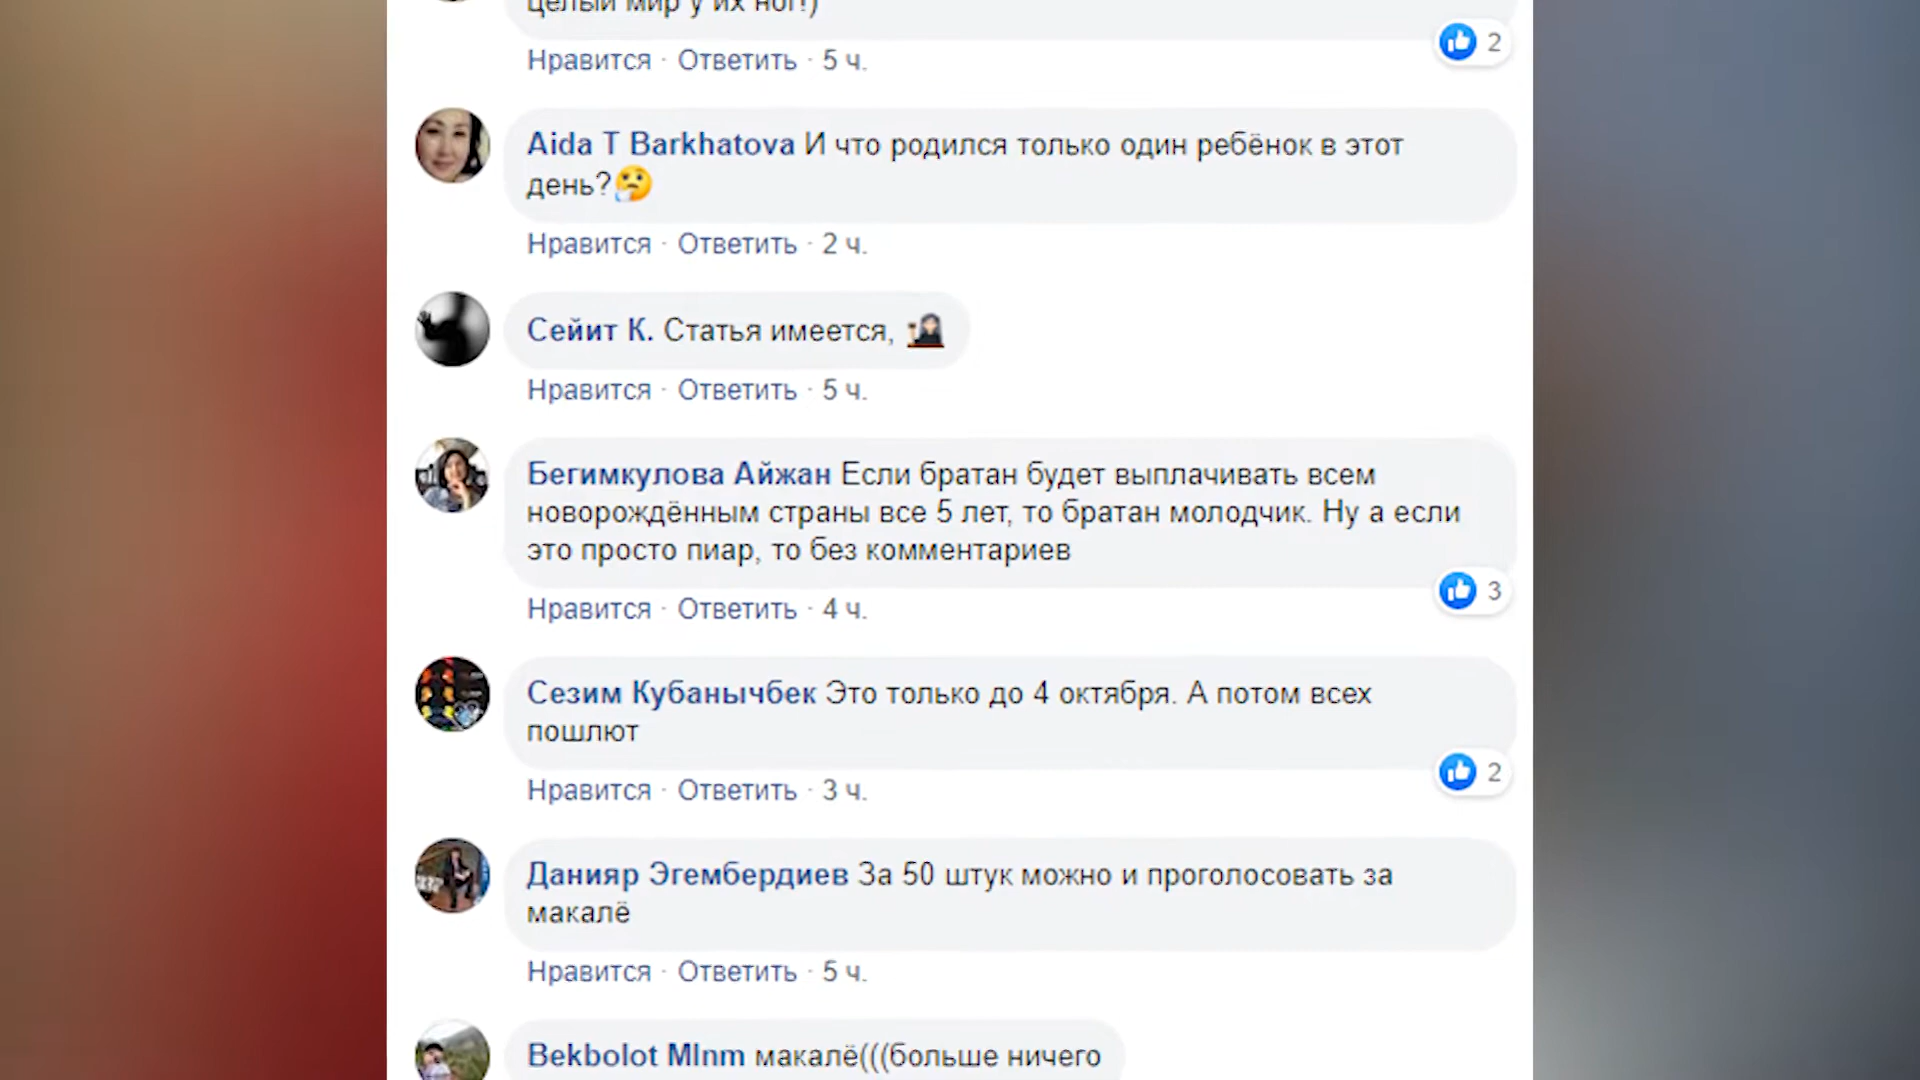 целый мир у их ног!)
2
Нравится · Ответить · 5 ч.
Aida T Barkhatova И что родился только один ребёнок в этот
день?🤔
Нравится · Ответить · 2 ч.
Сейит К. Статья имеется,
Нравится · Ответить · 5 ч.
Бегимкулова Айжан Если братан будет выплачивать всем
новорождённым страны все 5 лет, то братан молодчик. Ну а если
это просто пиар, то без комментариев
3
Нравится · Ответить · 4 ч.
Сезим Кубанычбек Это только до 4 октября. А потом всех
пошлют
2
Нравится · Ответить · 3 ч.
Данияр Эгембердиев За 50 штук можно и проголосовать за
макалё
Нравится · Ответить · 5 ч.
Bekbolot Mlnm макалё(((больше ничего